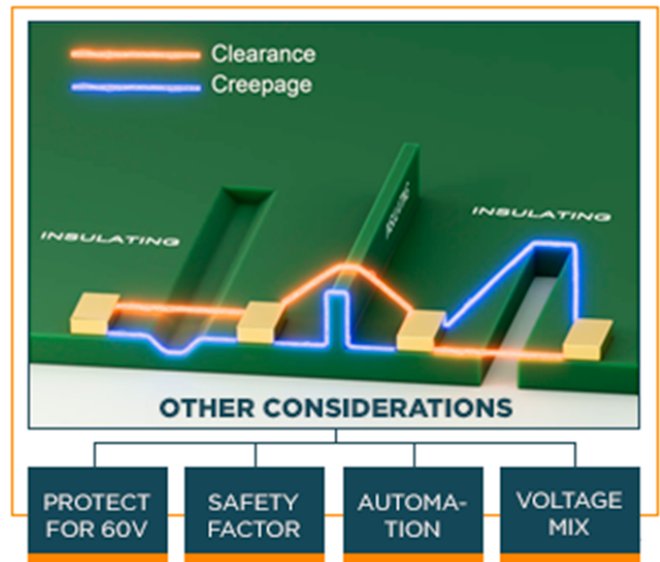 Clearance
Creepage
INSULATING
INSULATING
OTHER CONSIDERATIONS
PROTECT
FOR 60V
SAFETY
FACTOR
AUTOMA-
TION
VOLTAGE
MIX